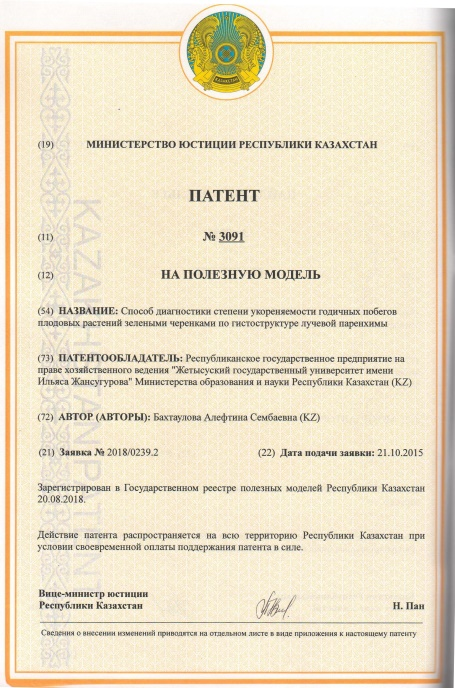 ҚАЗАҚСТАН
(19) МИНИСТЕРСТВО ЮСТИЦИИ РЕСПУБЛИКИ КАЗАХСТАН
ПАТЕНТ
(11) № 3091
(12) НА ПОЛЕЗНУЮ МОДЕЛЬ
(54) НАЗВАНИЕ: Способ диагностики степени укореняемости годичных побегов
плодовых растений зелеными черенками по гистоструктуре лучевой паренхимы
(73) ПАТЕНТООБЛАДАТЕЛЬ: Республиканское государственное предприятие на
праве хозяйственного ведения "Жетысуский государственный университет имени
Ильяса Жансугурова" Министерства образования и науки Республики Казахстан (KZ)
(72) АВТОР (АВТОРЫ): Бахтаулова Алефтина Сембаевна (KZ)
(21) Заявка № 2018/0239.2 (22) Дата подачи заявки: 21.10.2015
Зарегистрирован в Государственном реестре полезных моделей Республики Казахстан
20.08.2018.
Действие патента распространяется на всю территорию Республики Казахстан при
условии своевременной оплаты поддержания патента в силе.
Вице-министр юстиции
Республики Казахстан Н. Пан
Сведения о внесении изменений приводятся на отдельном листе в виде приложения к настоящему патенту
KAZAKHSTAN PATENT